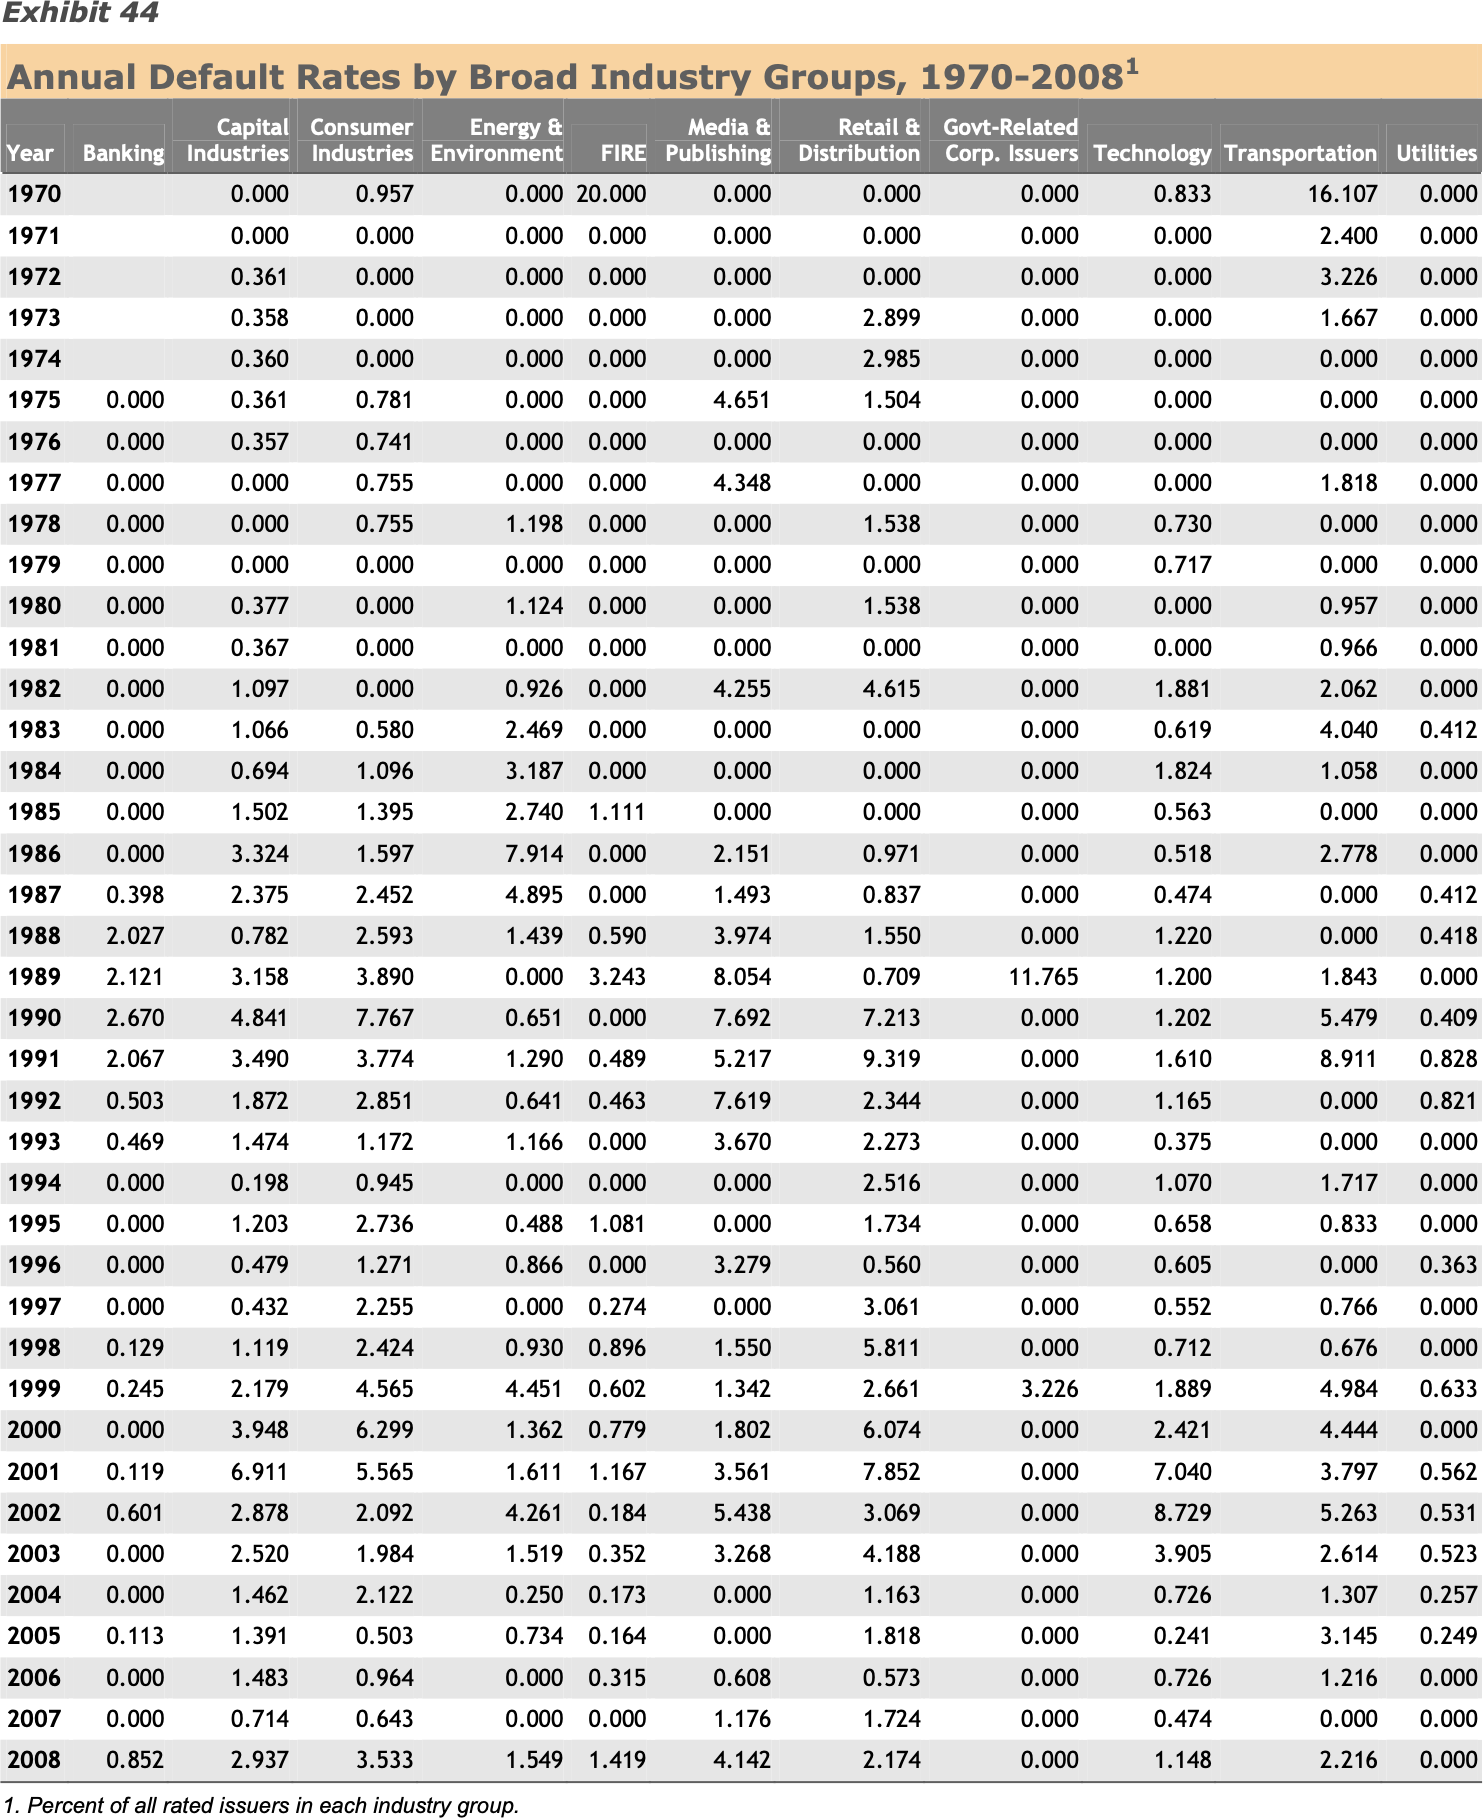 Exhibit 44
Annual Default Rates by Broad Industry Groups, 1970-2008¹
Year Banking Capital Industries Consumer Industries Energy & Environment FIRE Media & Publishing Retail & Distribution Govt-Related Corp. Issuers Technology Transportation Utilities
1970 0.000 0.957 0.000 20.000 0.000 0.000 0.000 0.833 16.107 0.000
1971 0.000 0.000 0.000 0.000 0.000 0.000 0.000 0.000 2.400 0.000
1972 0.361 0.000 0.000 0.000 0.000 0.000 0.000 0.000 3.226 0.000
1973 0.358 0.000 0.000 0.000 0.000 2.899 0.000 0.000 1.667 0.000
1974 0.360 0.000 0.000 0.000 0.000 2.985 0.000 0.000 0.000 0.000
1975 0.000 0.361 0.781 0.000 0.000 4.651 1.504 0.000 0.000 0.000 0.000
1976 0.000 0.357 0.741 0.000 0.000 0.000 0.000 0.000 0.000 0.000 0.000
1977 0.000 0.000 0.755 0.000 0.000 4.348 0.000 0.000 0.000 1.818 0.000
1978 0.000 0.000 0.755 1.198 0.000 0.000 1.538 0.000 0.730 0.000 0.000
1979 0.000 0.000 0.000 0.000 0.000 0.000 0.000 0.000 0.717 0.000 0.000
1980 0.000 0.377 0.000 1.124 0.000 0.000 1.538 0.000 0.000 0.957 0.000
1981 0.000 0.367 0.000 0.000 0.000 0.000 0.000 0.000 0.000 0.966 0.000
1982 0.000 1.097 0.000 0.926 0.000 4.255 4.615 0.000 1.881 2.062 0.000
1983 0.000 1.066 0.580 2.469 0.000 0.000 0.000 0.000 0.619 4.040 0.412
1984 0.000 0.694 1.096 3.187 0.000 0.000 0.000 0.000 1.824 1.058 0.000
1985 0.000 1.502 1.395 2.740 1.111 0.000 0.000 0.000 0.563 0.000 0.000
1986 0.000 3.324 1.597 7.914 0.000 2.151 0.971 0.000 0.518 2.778 0.000
1987 0.398 2.375 2.452 4.895 0.000 1.493 0.837 0.000 0.474 0.000 0.412
1988 2.027 0.782 2.593 1.439 0.590 3.974 1.550 0.000 1.220 0.000 0.418
1989 2.121 3.158 3.890 0.000 3.243 8.054 0.709 11.765 1.200 1.843 0.000
1990 2.670 4.841 7.767 0.651 0.000 7.692 7.213 0.000 1.202 5.479 0.409
1991 2.067 3.490 3.774 1.290 0.489 5.217 9.319 0.000 1.610 8.911 0.828
1992 0.503 1.872 2.851 0.641 0.463 7.619 2.344 0.000 1.165 0.000 0.821
1993 0.469 1.474 1.172 1.166 0.000 3.670 2.273 0.000 0.375 0.000 0.000
1994 0.000 0.198 0.945 0.000 0.000 0.000 2.516 0.000 1.070 1.717 0.000
1995 0.000 1.203 2.736 0.488 1.081 0.000 1.734 0.000 0.658 0.833 0.000
1996 0.000 0.479 1.271 0.866 0.000 3.279 0.560 0.000 0.605 0.000 0.363
1997 0.000 0.432 2.255 0.000 0.274 0.000 3.061 0.000 0.552 0.766 0.000
1998 0.129 1.119 2.424 0.930 0.896 1.550 5.811 0.000 0.712 0.676 0.000
1999 0.245 2.179 4.565 4.451 0.602 1.342 2.661 3.226 1.889 4.984 0.633
2000 0.000 3.948 6.299 1.362 0.779 1.802 6.074 0.000 2.421 4.444 0.000
2001 0.119 6.911 5.565 1.611 1.167 3.561 7.852 0.000 7.040 3.797 0.562
2002 0.601 2.878 2.092 4.261 0.184 5.438 3.069 0.000 8.729 5.263 0.531
2003 0.000 2.520 1.984 1.519 0.352 3.268 4.188 0.000 3.905 2.614 0.523
2004 0.000 1.462 2.122 0.250 0.173 0.000 1.163 0.000 0.726 1.307 0.257
2005 0.113 1.391 0.503 0.734 0.164 0.000 1.818 0.000 0.241 3.145 0.249
2006 0.000 1.483 0.964 0.000 0.315 0.608 0.573 0.000 0.726 1.216 0.000
2007 0.000 0.714 0.643 0.000 0.000 1.176 1.724 0.000 0.474 0.000 0.000
2008 0.852 2.937 3.533 1.549 1.419 4.142 2.174 0.000 1.148 2.216 0.000
1. Percent of all rated issuers in each industry group.